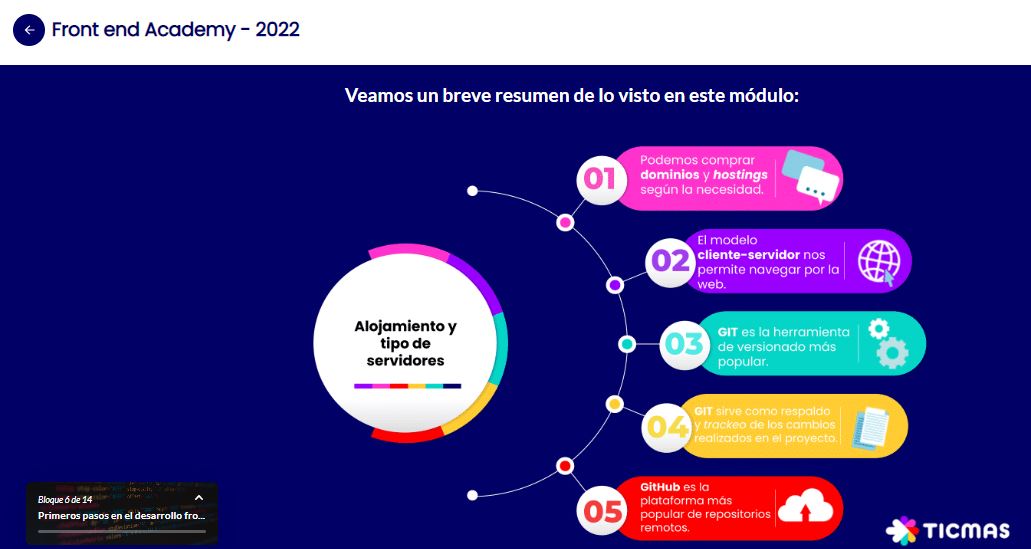 Front end Academy - 2022
Veamos un breve resumen de lo visto en este módulo:
Alojamiento y
tipo de
servidores
01
Podemos comprar
dominios y hostings
según la necesidad.
02
El modelo
cliente-servidor nos
permite navegar por la
web.
03
GIT es la herramienta
de versionado más
popular.
04
GIT sirve como respaldo
y trackeo de los cambios
realizados en el proyecto.
05
GitHub es la
plataforma más
popular de repositorios
remotos.
Bloque 6 de 14
Primeros pasos en el desarrollo fro...
TICMAS